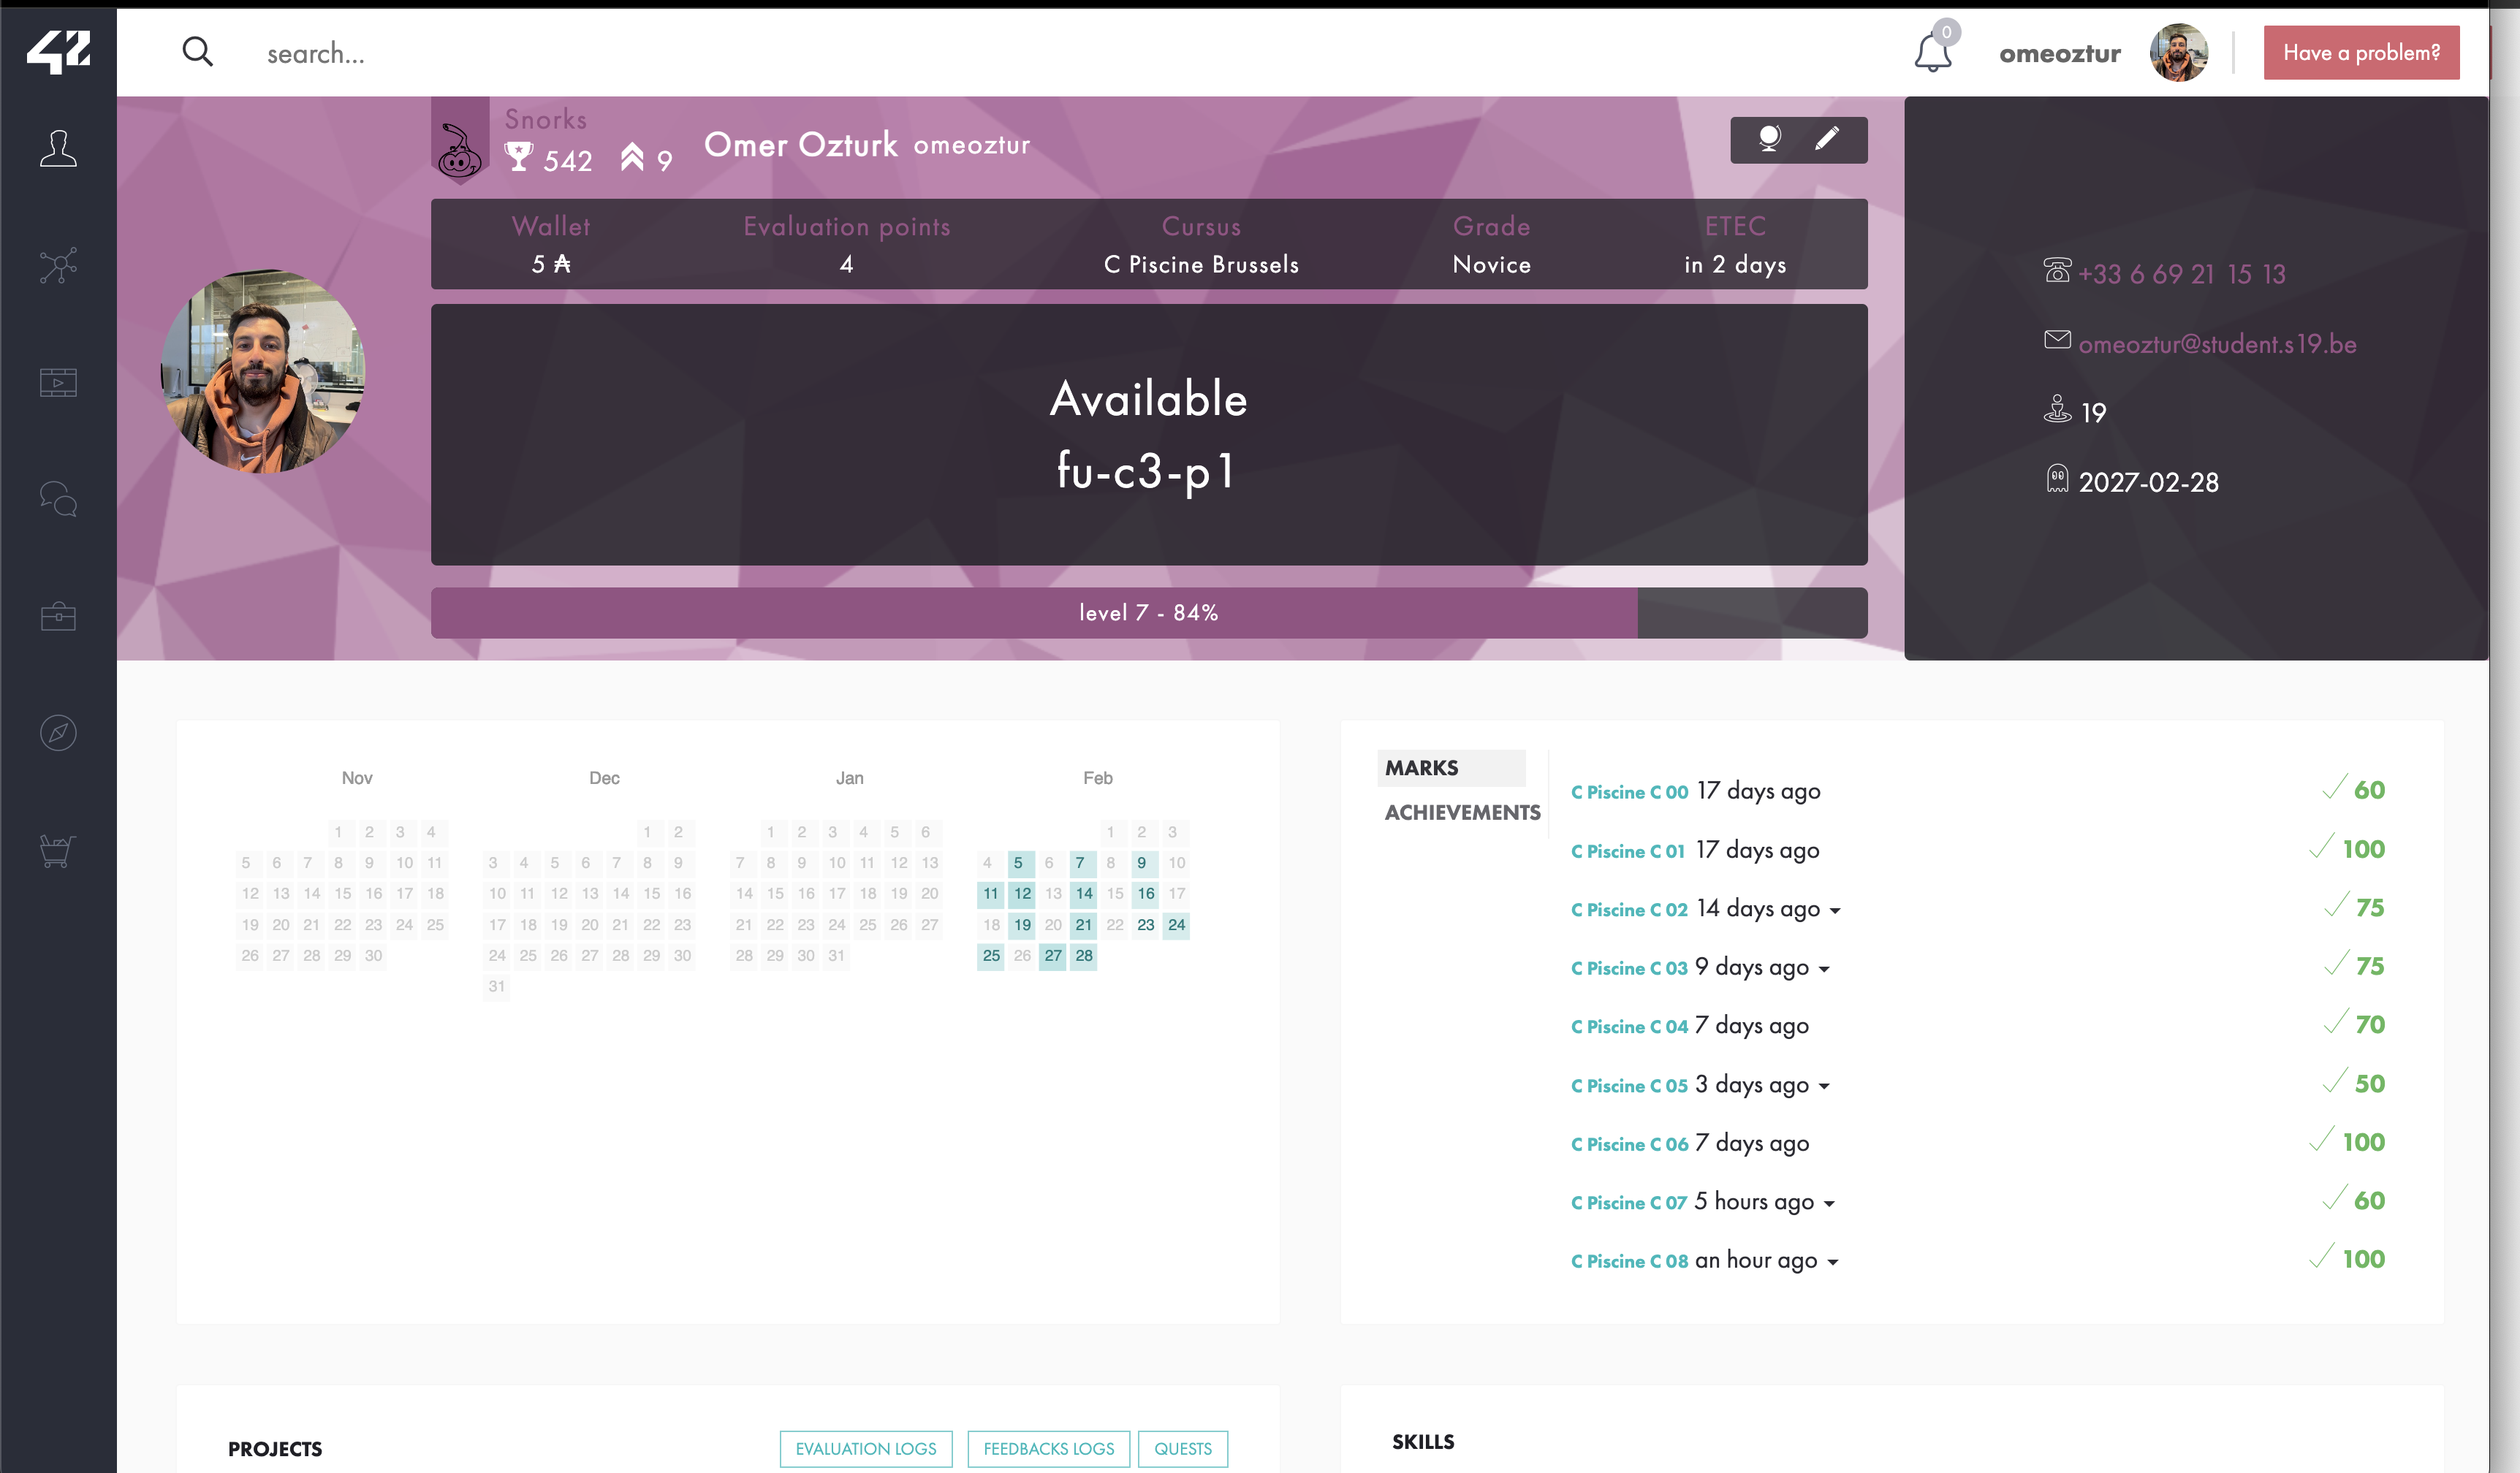 42
search...
0
omeoztur
Have a problem?
Snorks
542
9
Omer Ozturk omeoztur
Wallet
5 ₳
Evaluation points
4
Cursus
C Piscine Brussels
Grade
Novice
ETEC
in 2 days
Available
fu-c3-p1
level 7 - 84%
+33 6 69 21 15 13
omeoztur@student.s19.be
19
2027-02-28
Nov
1 2 3 4
5 6 7 8 9 10 11
12 13 14 15 16 17 18
19 20 21 22 23 24 25
26 27 28 29 30
Dec
1 2
3 4 5 6 7 8 9
10 11 12 13 14 15 16
17 18 19 20 21 22 23
24 25 26 27 28 29 30
31
Jan
1 2 3 4 5 6
7 8 9 10 11 12 13
14 15 16 17 18 19 20
21 22 23 24 25 26 27
28 29 30 31
Feb
1 2 3
4 5 6 7 8 9 10
11 12 13 14 15 16 17
18 19 20 21 22 23 24
25 26 27 28
MARKS
ACHIEVEMENTS
C Piscine C 00 17 days ago 60
C Piscine C 01 17 days ago 100
C Piscine C 02 14 days ago 75
C Piscine C 03 9 days ago 75
C Piscine C 04 7 days ago 70
C Piscine C 05 3 days ago 50
C Piscine C 06 7 days ago 100
C Piscine C 07 5 hours ago 60
C Piscine C 08 an hour ago 100
PROJECTS
EVALUATION LOGS
FEEDBACKS LOGS
QUESTS
SKILLS